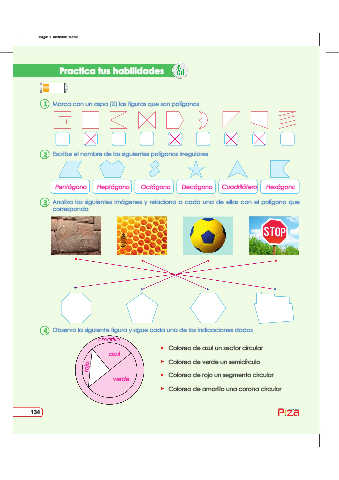 Practica tus habilidades
1 Marca con un aspa (X) las figuras que son polígonos
2 Escribe el nombre de los siguientes polígonos irregulares
Pentágono Heptágono Octágono Decágono Cuadrilátero Hexágono
3 Analiza las siguientes imágenes y relaciona a cada una de ellas con el polígono que
corresponda
STOP
4 Observa la siguiente figura y sigue cada una de las indicaciones dadas
azul
rojo
verde
Colorea de azul un sector circular
Colorea de verde un semicírculo
Colorea de rojo un segmento circular
Colorea de amarillo una corona circular
134